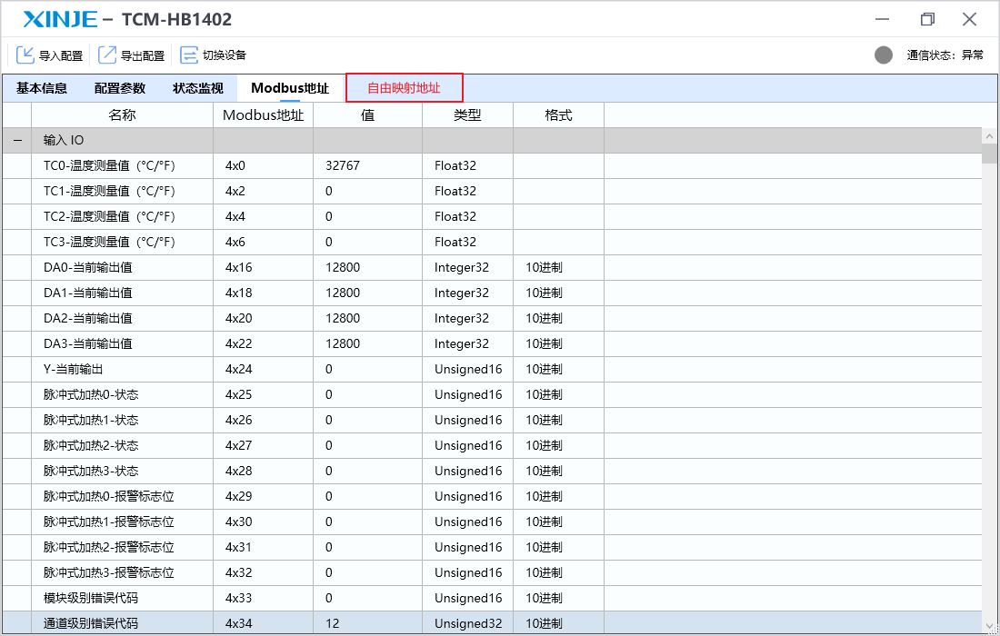 XINJE – TCM-HB1402
导入配置 导出配置 切换设备 通信状态：异常
基本信息 配置参数 状态监视 Modbus地址 自由映射地址
名称 Modbus地址 值 类型 格式
输入 IO
TC0-温度测量值（°C/°F） 4x0 32767 Float32
TC1-温度测量值（°C/°F） 4x2 0 Float32
TC2-温度测量值（°C/°F） 4x4 0 Float32
TC3-温度测量值（°C/°F） 4x6 0 Float32
DA0-当前输出值 4x16 12800 Integer32 10进制
DA1-当前输出值 4x18 12800 Integer32 10进制
DA2-当前输出值 4x20 12800 Integer32 10进制
DA3-当前输出值 4x22 12800 Integer32 10进制
Y-当前输出 4x24 0 Unsigned16 10进制
脉冲式加热0-状态 4x25 0 Unsigned16 10进制
脉冲式加热1-状态 4x26 0 Unsigned16 10进制
脉冲式加热2-状态 4x27 0 Unsigned16 10进制
脉冲式加热3-状态 4x28 0 Unsigned16 10进制
脉冲式加热0-报警标志位 4x29 0 Unsigned16 10进制
脉冲式加热1-报警标志位 4x30 0 Unsigned16 10进制
脉冲式加热2-报警标志位 4x31 0 Unsigned16 10进制
脉冲式加热3-报警标志位 4x32 0 Unsigned16 10进制
模块级别错误代码 4x33 0 Unsigned16 10进制
通道级别错误代码 4x34 12 Unsigned32 10进制